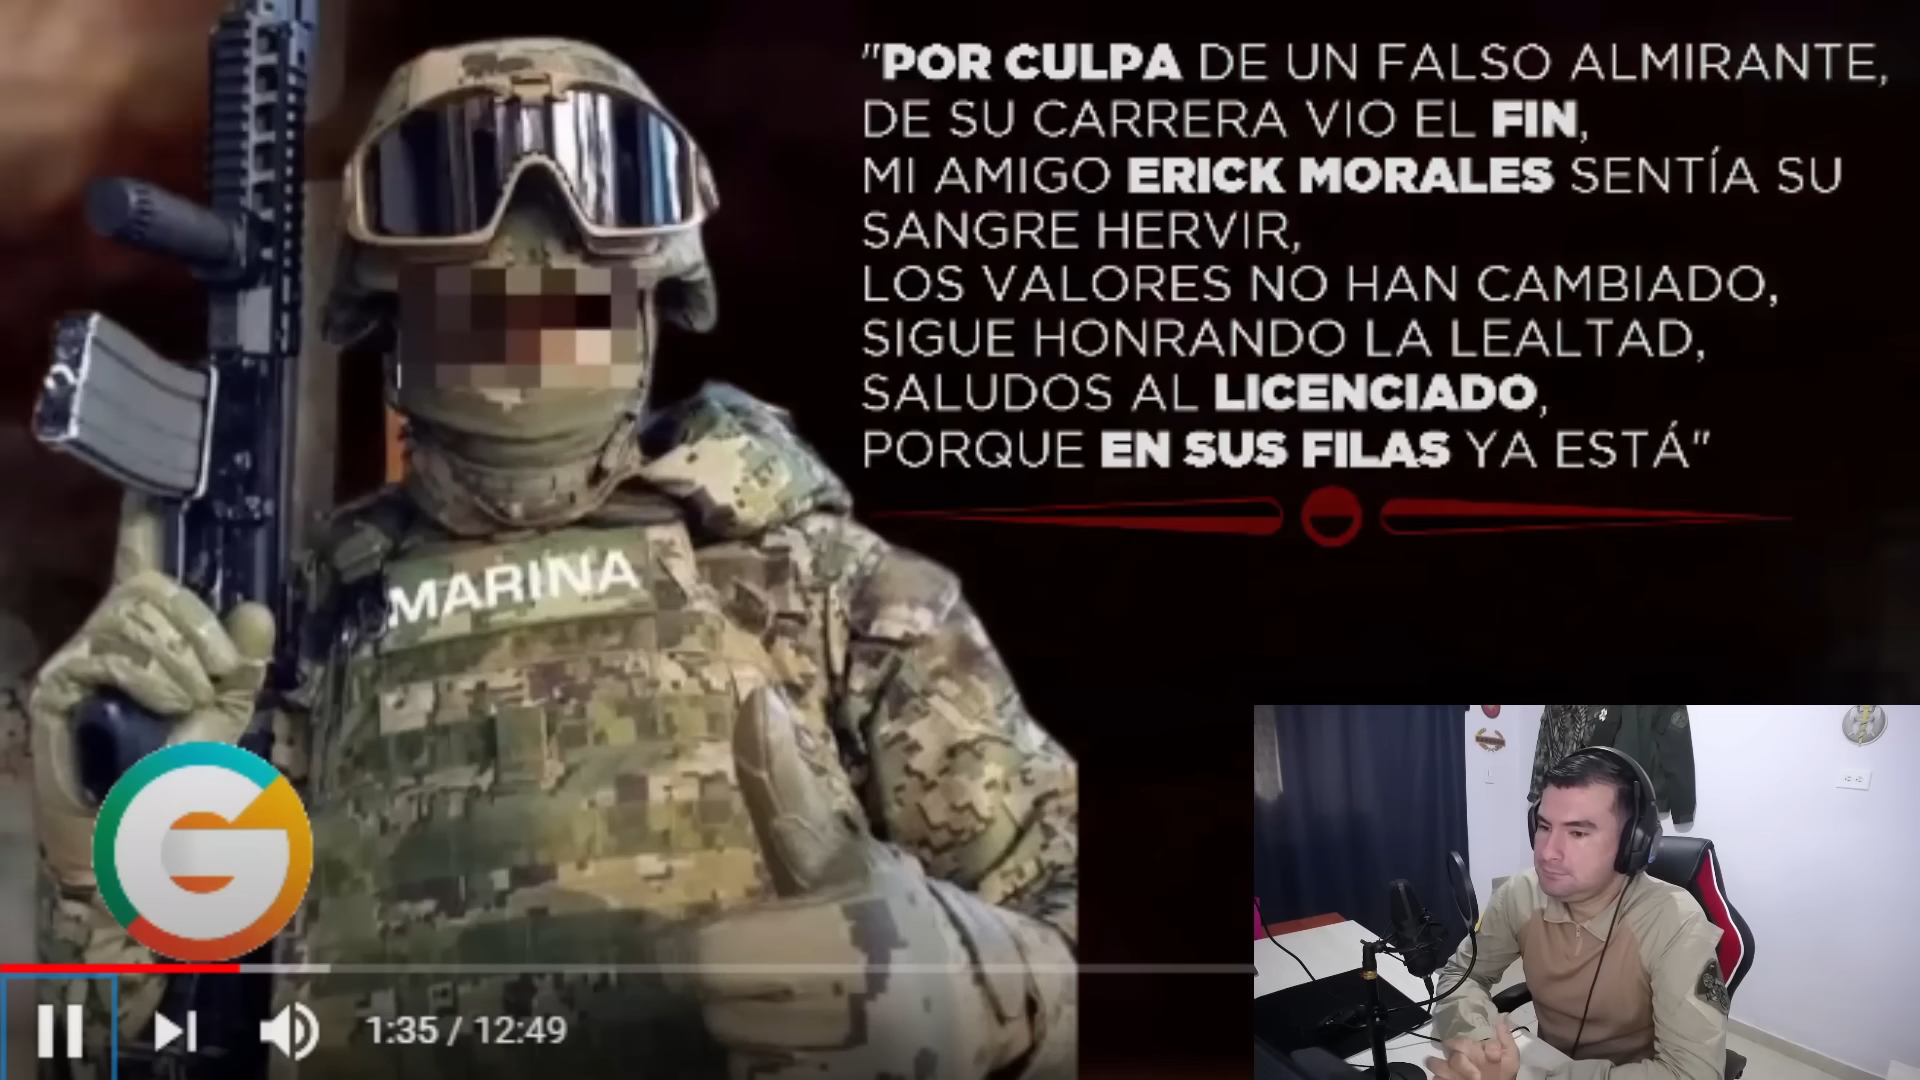 "POR CULPA DE UN FALSO ALMIRANTE,
DE SU CARRERA VIO EL FIN,
MI AMIGO ERICK MORALES SENTÍA SU
SANGRE HERVIR,
LOS VALORES NO HAN CAMBIADO,
SIGUE HONRANDO LA LEALTAD,
SALUDOS AL LICENCIADO,
PORQUE EN SUS FILAS YA ESTÁ"
MARINA
G
1:35 / 12:49